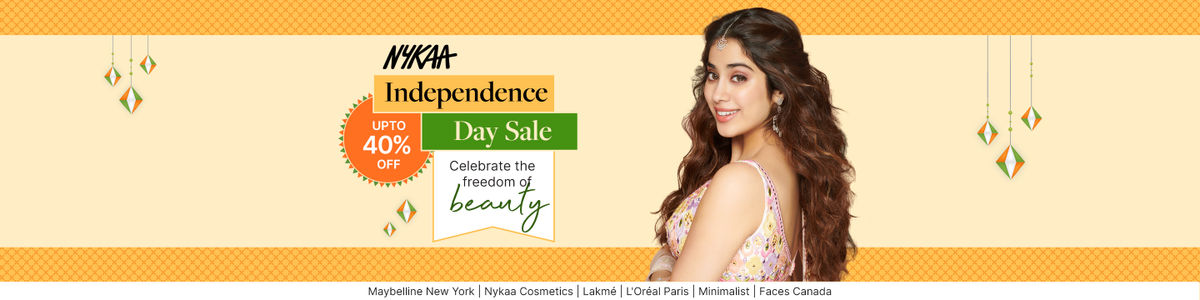 NYKAA
Independence
Day Sale
UPTO
40%
OFF
Celebrate the
freedom of
beauty
Maybelline New York | Nykaa Cosmetics | Lakmé | L'Oréal Paris | Minimalist | Faces Canada